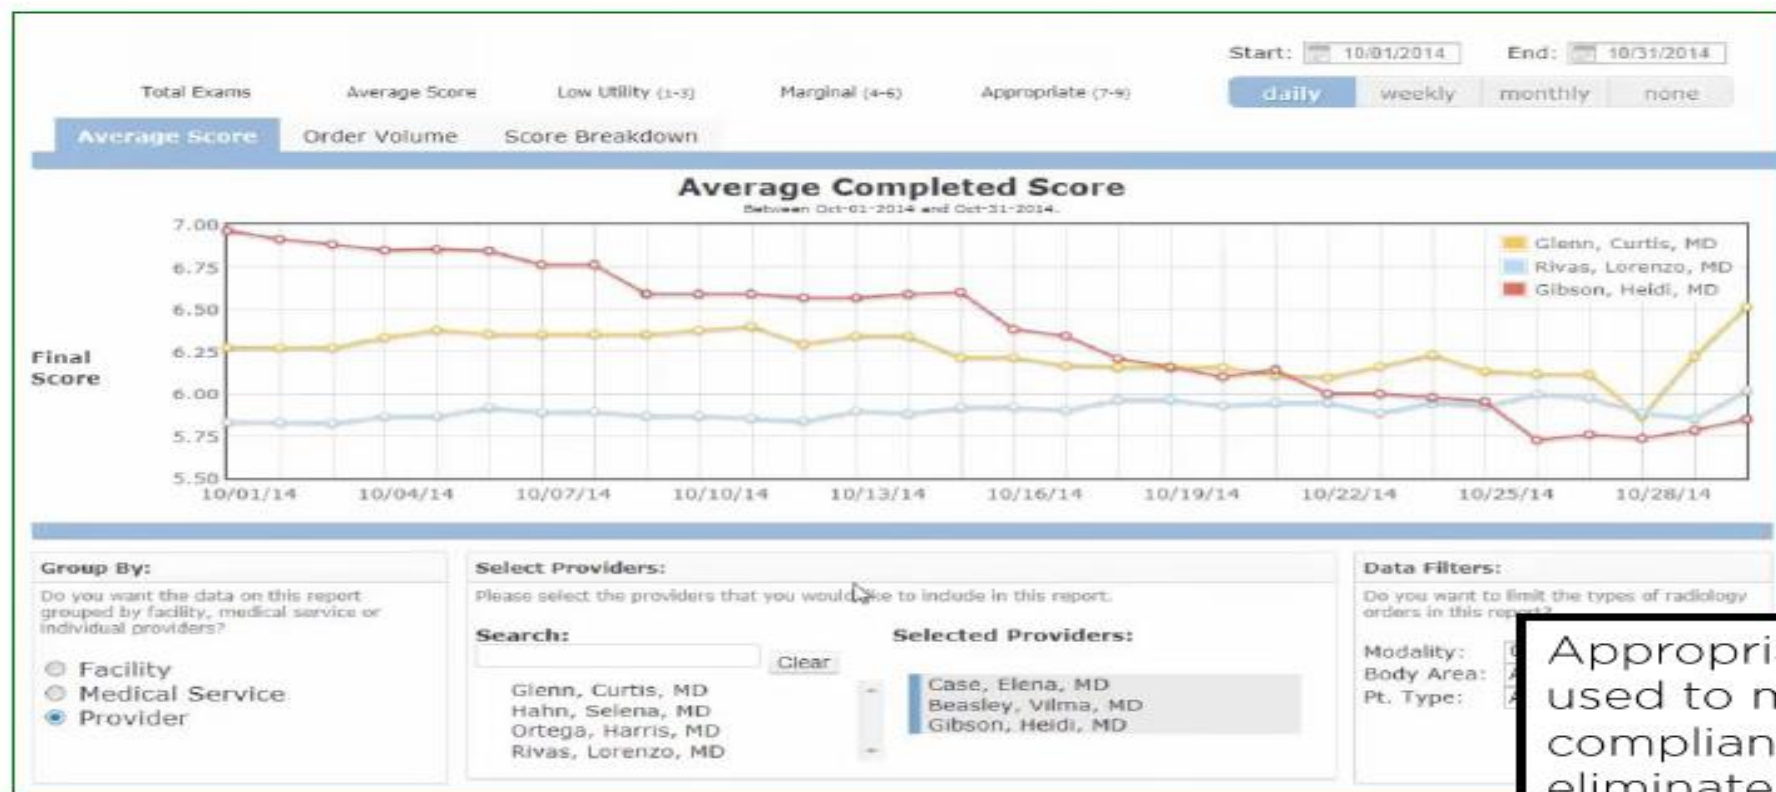 Start: 10/01/2014 End: 10/31/2014
Total Exams Average Score Low Utility (1-3) Marginal (4-6) Appropriate (7-9)
daily weekly monthly none
Average Score Order Volume Score Breakdown
Average Completed Score
Between Oct-01-2014 and Oct-31-2014.
7.00
6.75
6.50
6.25
6.00
5.75
5.50
Final
Score
Glenn, Curtis, MD
Rivas, Lorenzo, MD
Gibson, Heidi, MD
10/01/14 10/04/14 10/07/14 10/10/14 10/13/14 10/16/14 10/19/14 10/22/14 10/25/14 10/28/14
Group By:
Do you want the data on this report
grouped by facility, medical service or
individual providers?
Facility
Medical Service
Provider
Select Providers:
Please select the providers that you would to include in this report.
Search:
Clear
Glenn, Curtis, MD
Hahn, Selena, MD
Ortega, Harris, MD
Rivas, Lorenzo, MD
Selected Providers:
Case, Elena, MD
Beasley, Vilma, MD
Gibson, Heidi, MD
Data Filters:
Do you want to limit the types of radiology
orders in this report?
Modality:
Body Area:
Pt. Type:
used to